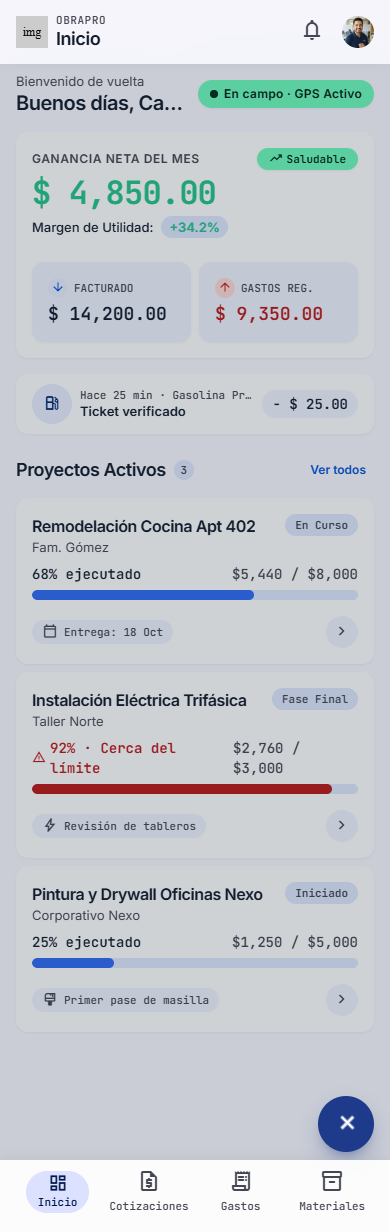 img
OBRAPRO
Inicio
Bienvenido de vuelta
Buenos días, Ca...
En campo · GPS Activo
GANANCIA NETA DEL MES
Saludable
$ 4,850.00
Margen de Utilidad: +34.2%
FACTURADO
$ 14,200.00
GASTOS REG.
$ 9,350.00
Hace 25 min · Gasolina Pr…
Ticket verificado
- $ 25.00
Proyectos Activos 3
Ver todos
Remodelación Cocina Apt 402
En Curso
Fam. Gómez
68% ejecutado
$5,440 / $8,000
Entrega: 18 Oct
Instalación Eléctrica Trifásica
Fase Final
Taller Norte
92% · Cerca del
límite
$2,760 /
$3,000
Revisión de tableros
Pintura y Drywall Oficinas Nexo
Iniciado
Corporativo Nexo
25% ejecutado
$1,250 / $5,000
Primer pase de masilla
Inicio
Cotizaciones
Gastos
Materiales